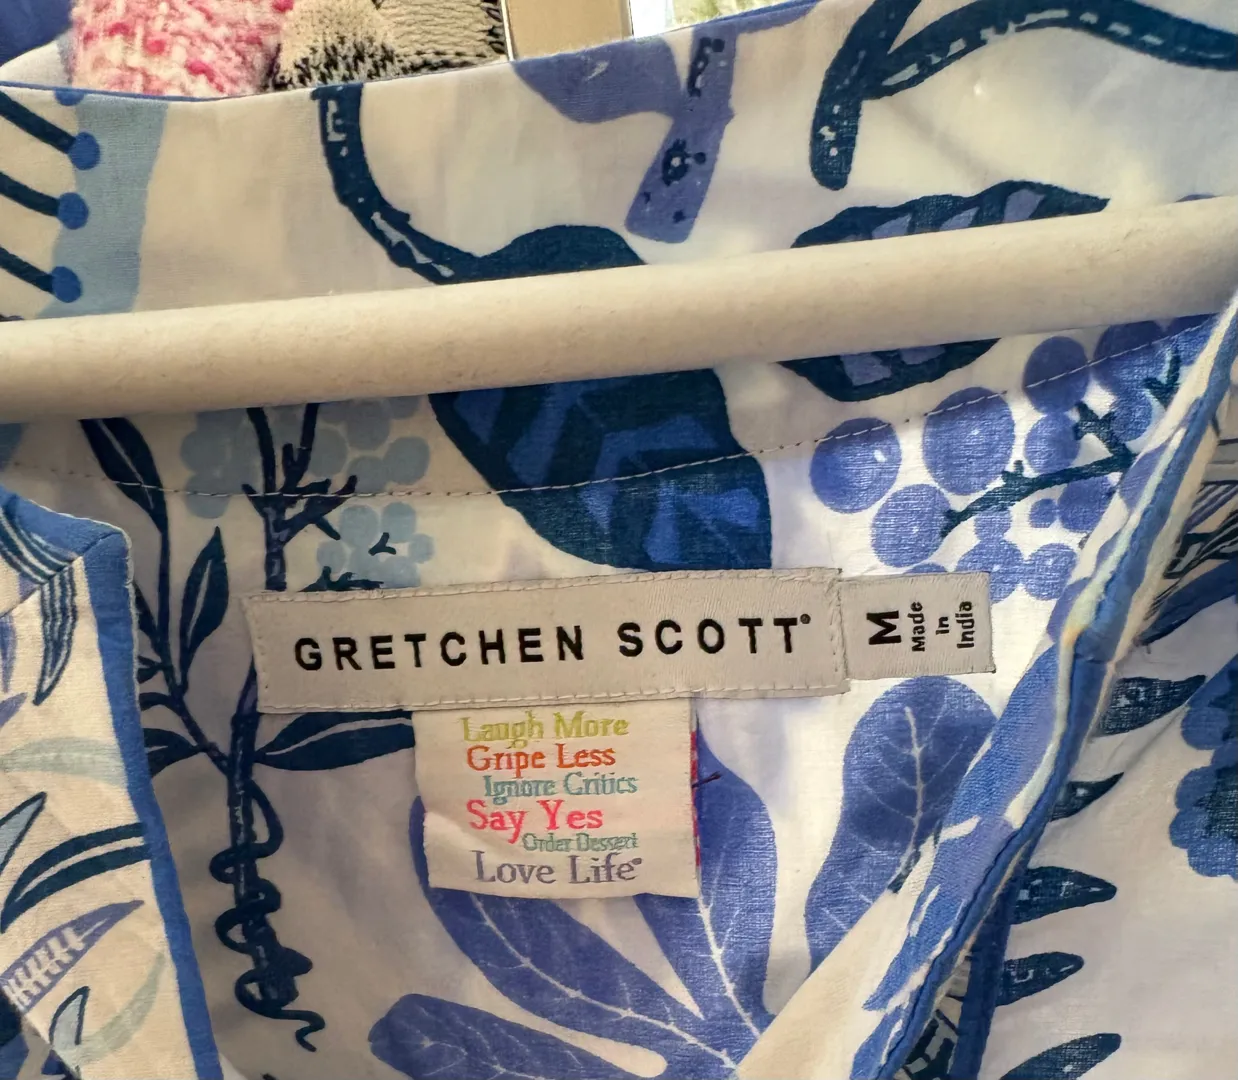 GRETCHEN SCOTT®
M
Made
in
India
Laugh More
Gripe Less
Ignore Critics
Say Yes
Order Dessert
Love Life®